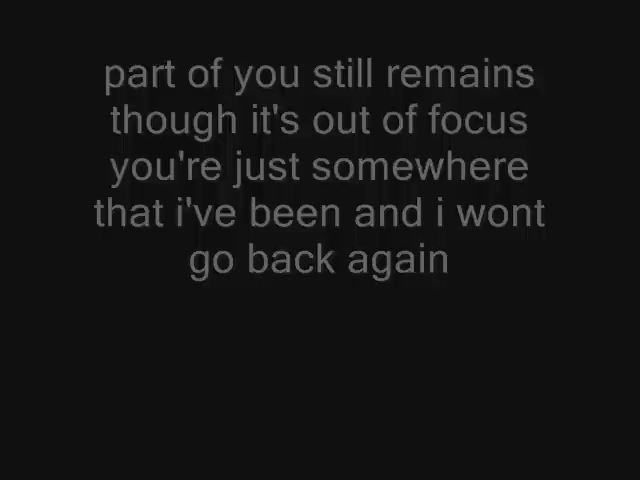 part of you still remains
though it's out of focus
you're just somewhere
that i've been and i wont
go back again